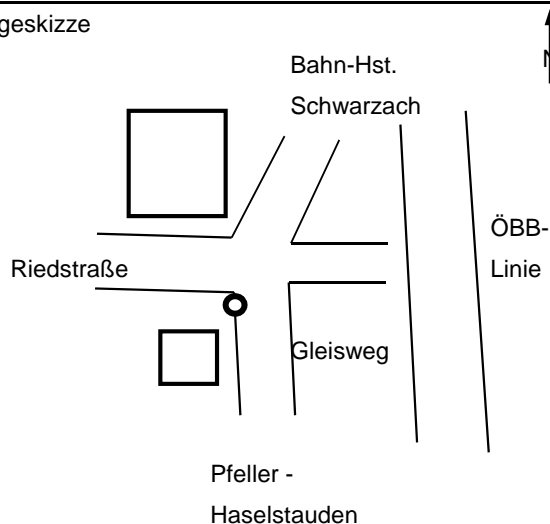 geskizze
N
Bahn-Hst.
Schwarzach
ÖBB-
Linie
Riedstraße
Gleisweg
Pfeller -
Haselstauden